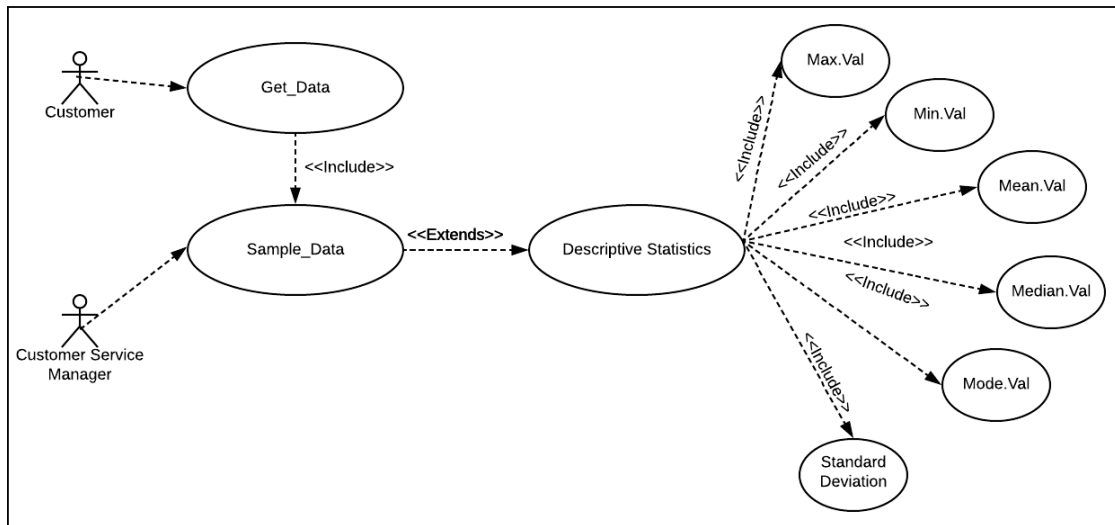 Customer
Get_Data
<<Include>>
Sample_Data
Customer Service
Manager
<<Extends>>
Descriptive Statistics
<<Include>>
Max.Val
<<Include>>
Min.Val
<<Include>>
Mean.Val
<<Include>>
<<Include>>
Median.Val
Mode.Val
<<Include>>
Standard
Deviation